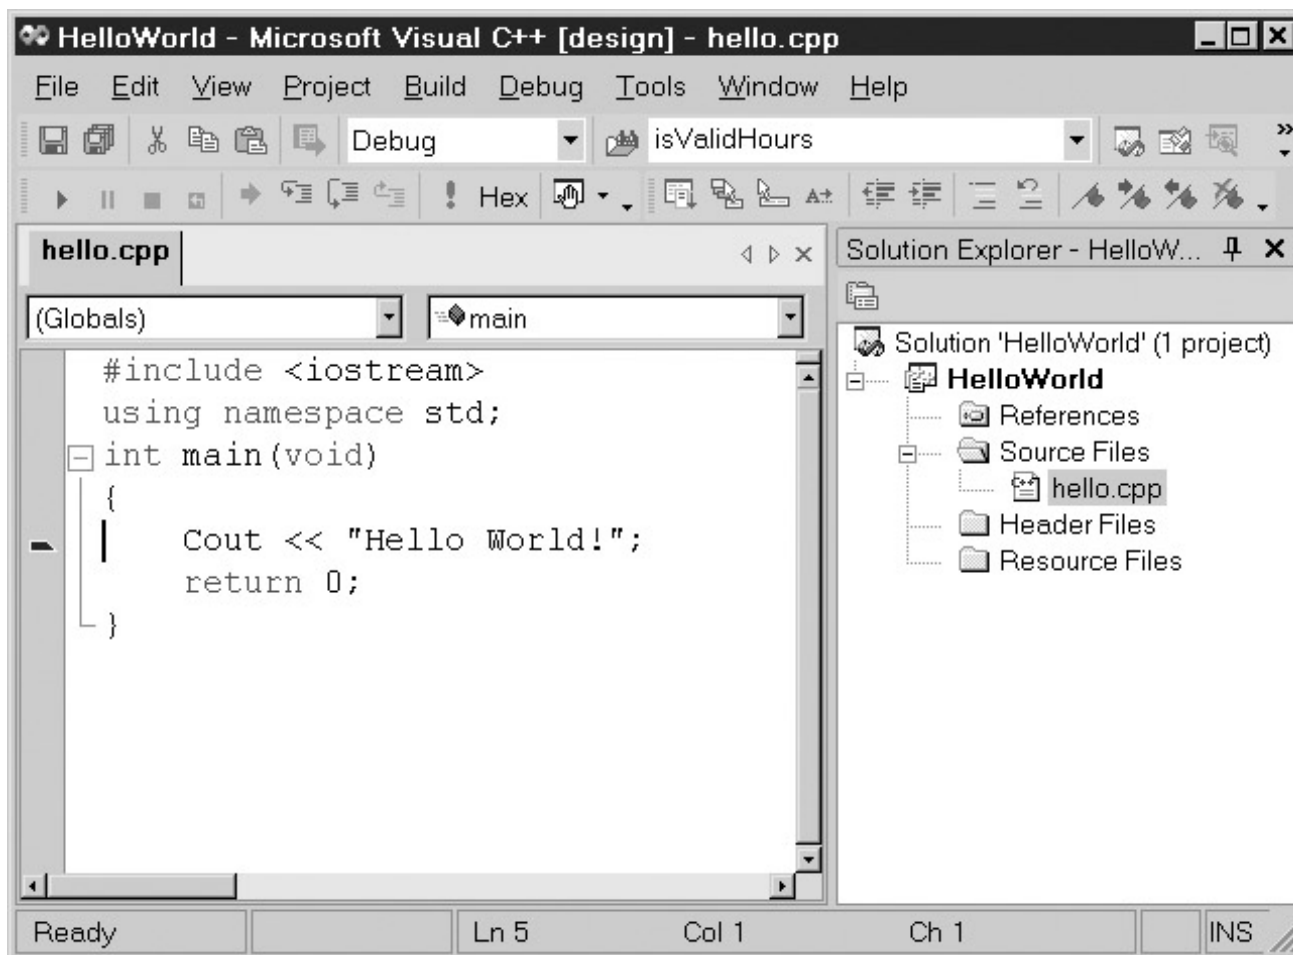 HelloWorld - Microsoft Visual C++ [design] - hello.cpp
File Edit View Project Build Debug Tools Window Help
Debug isValidHours
Hex
hello.cpp
Solution Explorer - HelloW...
(Globals) main
#include <iostream>
using namespace std;
int main(void)
{
Cout << "Hello World!";
return 0;
}
Solution 'HelloWorld' (1 project)
HelloWorld
References
Source Files
hello.cpp
Header Files
Resource Files
Ready Ln 5 Col 1 Ch 1 INS